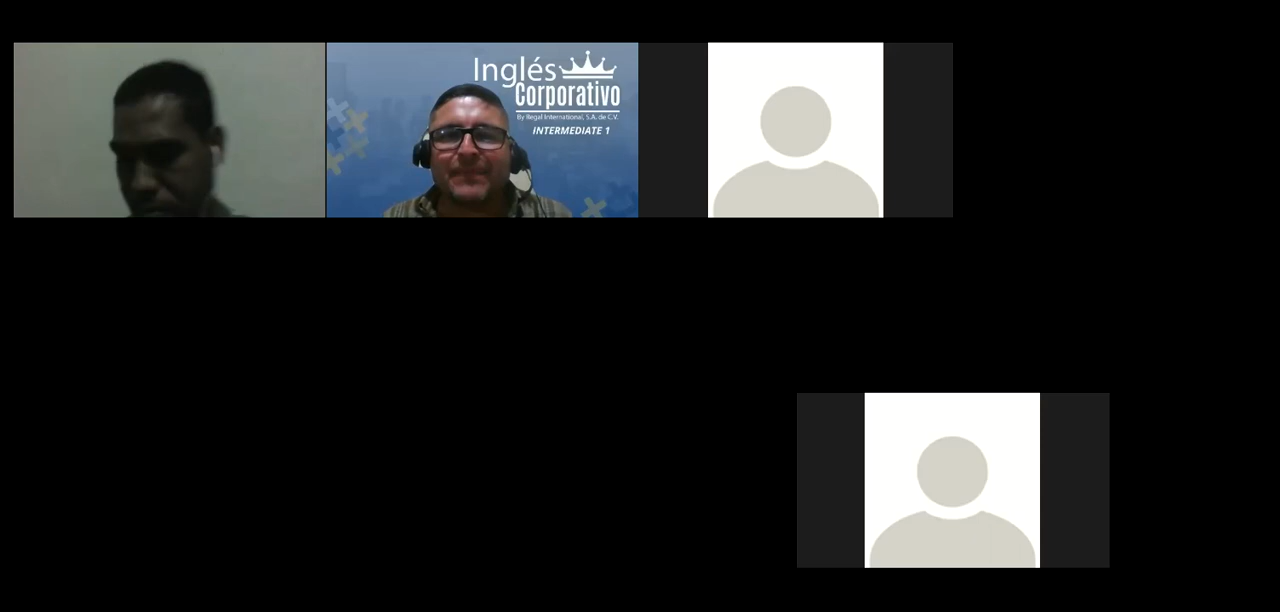 Inglés
Corporativo
By Ilegal International, S.A. de C.V.
INTERMEDIATE 1